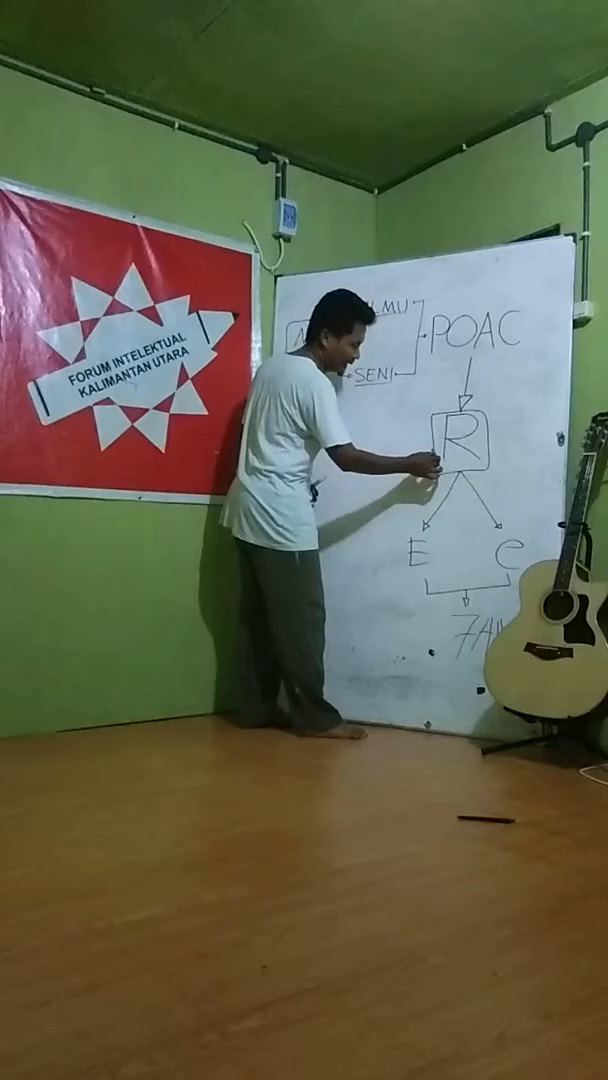 FORUM INTELEKTUAL
KALIMANTAN UTARA
ILMU
SENI
POAC
R
E
C